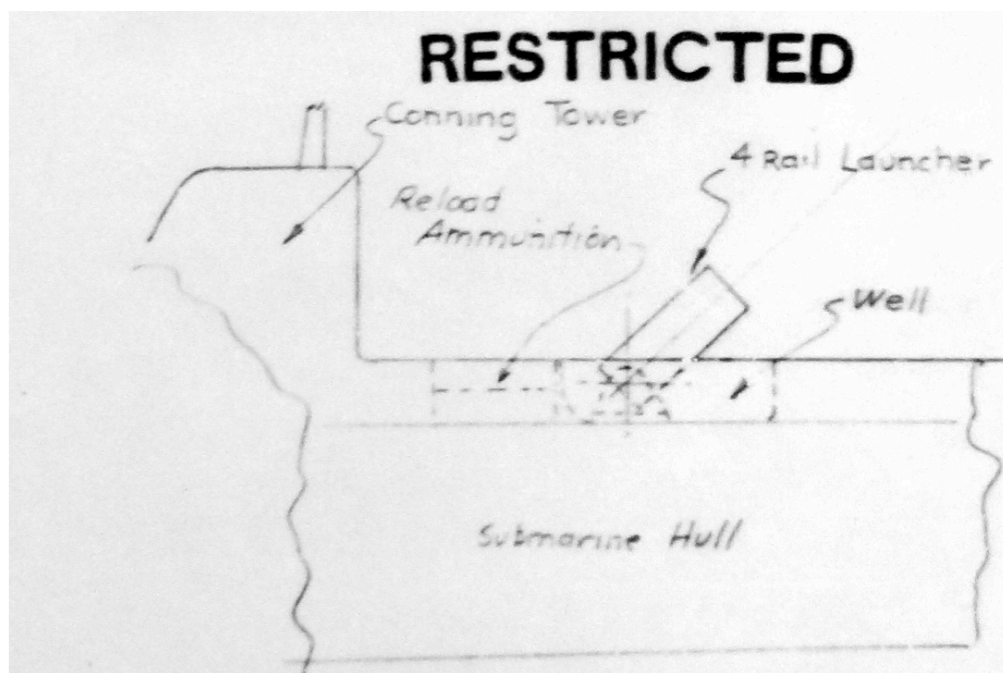 RESTRICTED
Conning Tower
4 Rail Launcher
Reload
Ammunition
Well
Submarine Hull